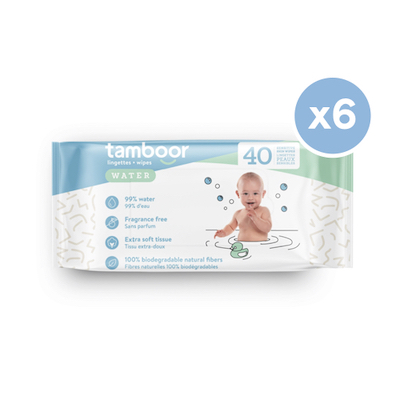 x6
tamboor
lingettes + wipes
WATER
40
PEAUX
99% water
99% d'eau
Fragrance free
Sans parfum
Extra soft tissue
Tissu extra-doux
100% biodegradable natural fibers
Fibres naturelles 100% biodégradables